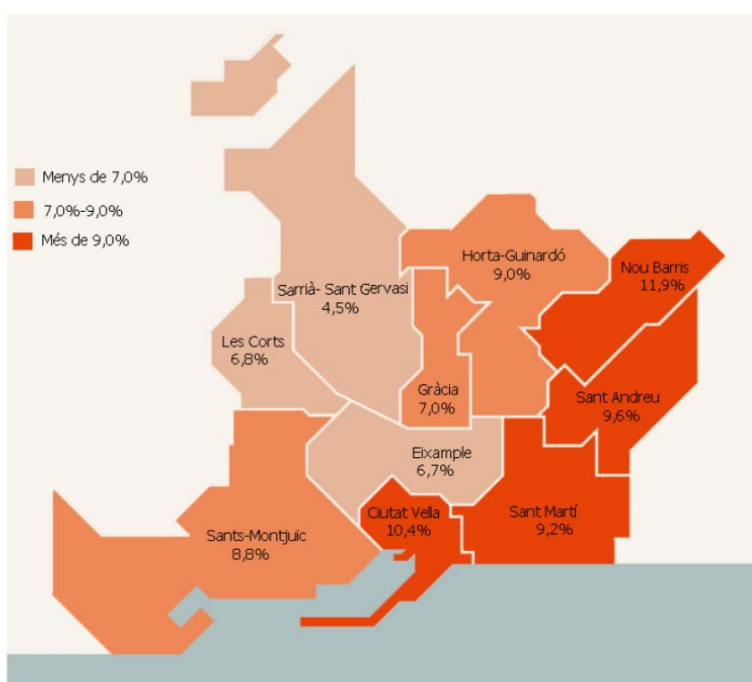 Menys de 7,0%
7,0%-9,0%
Més de 9,0%
Horta-Guinardó
9,0%
Nou Barris
11,9%
Sarrià- Sant Gervasi
4,5%
Les Corts
6,8%
Gràcia
7,0%
Sant Andreu
9,6%
Eixample
6,7%
Ciutat Vella
10,4%
Sant Martí
9,2%
Sants-Montjuïc
8,8%